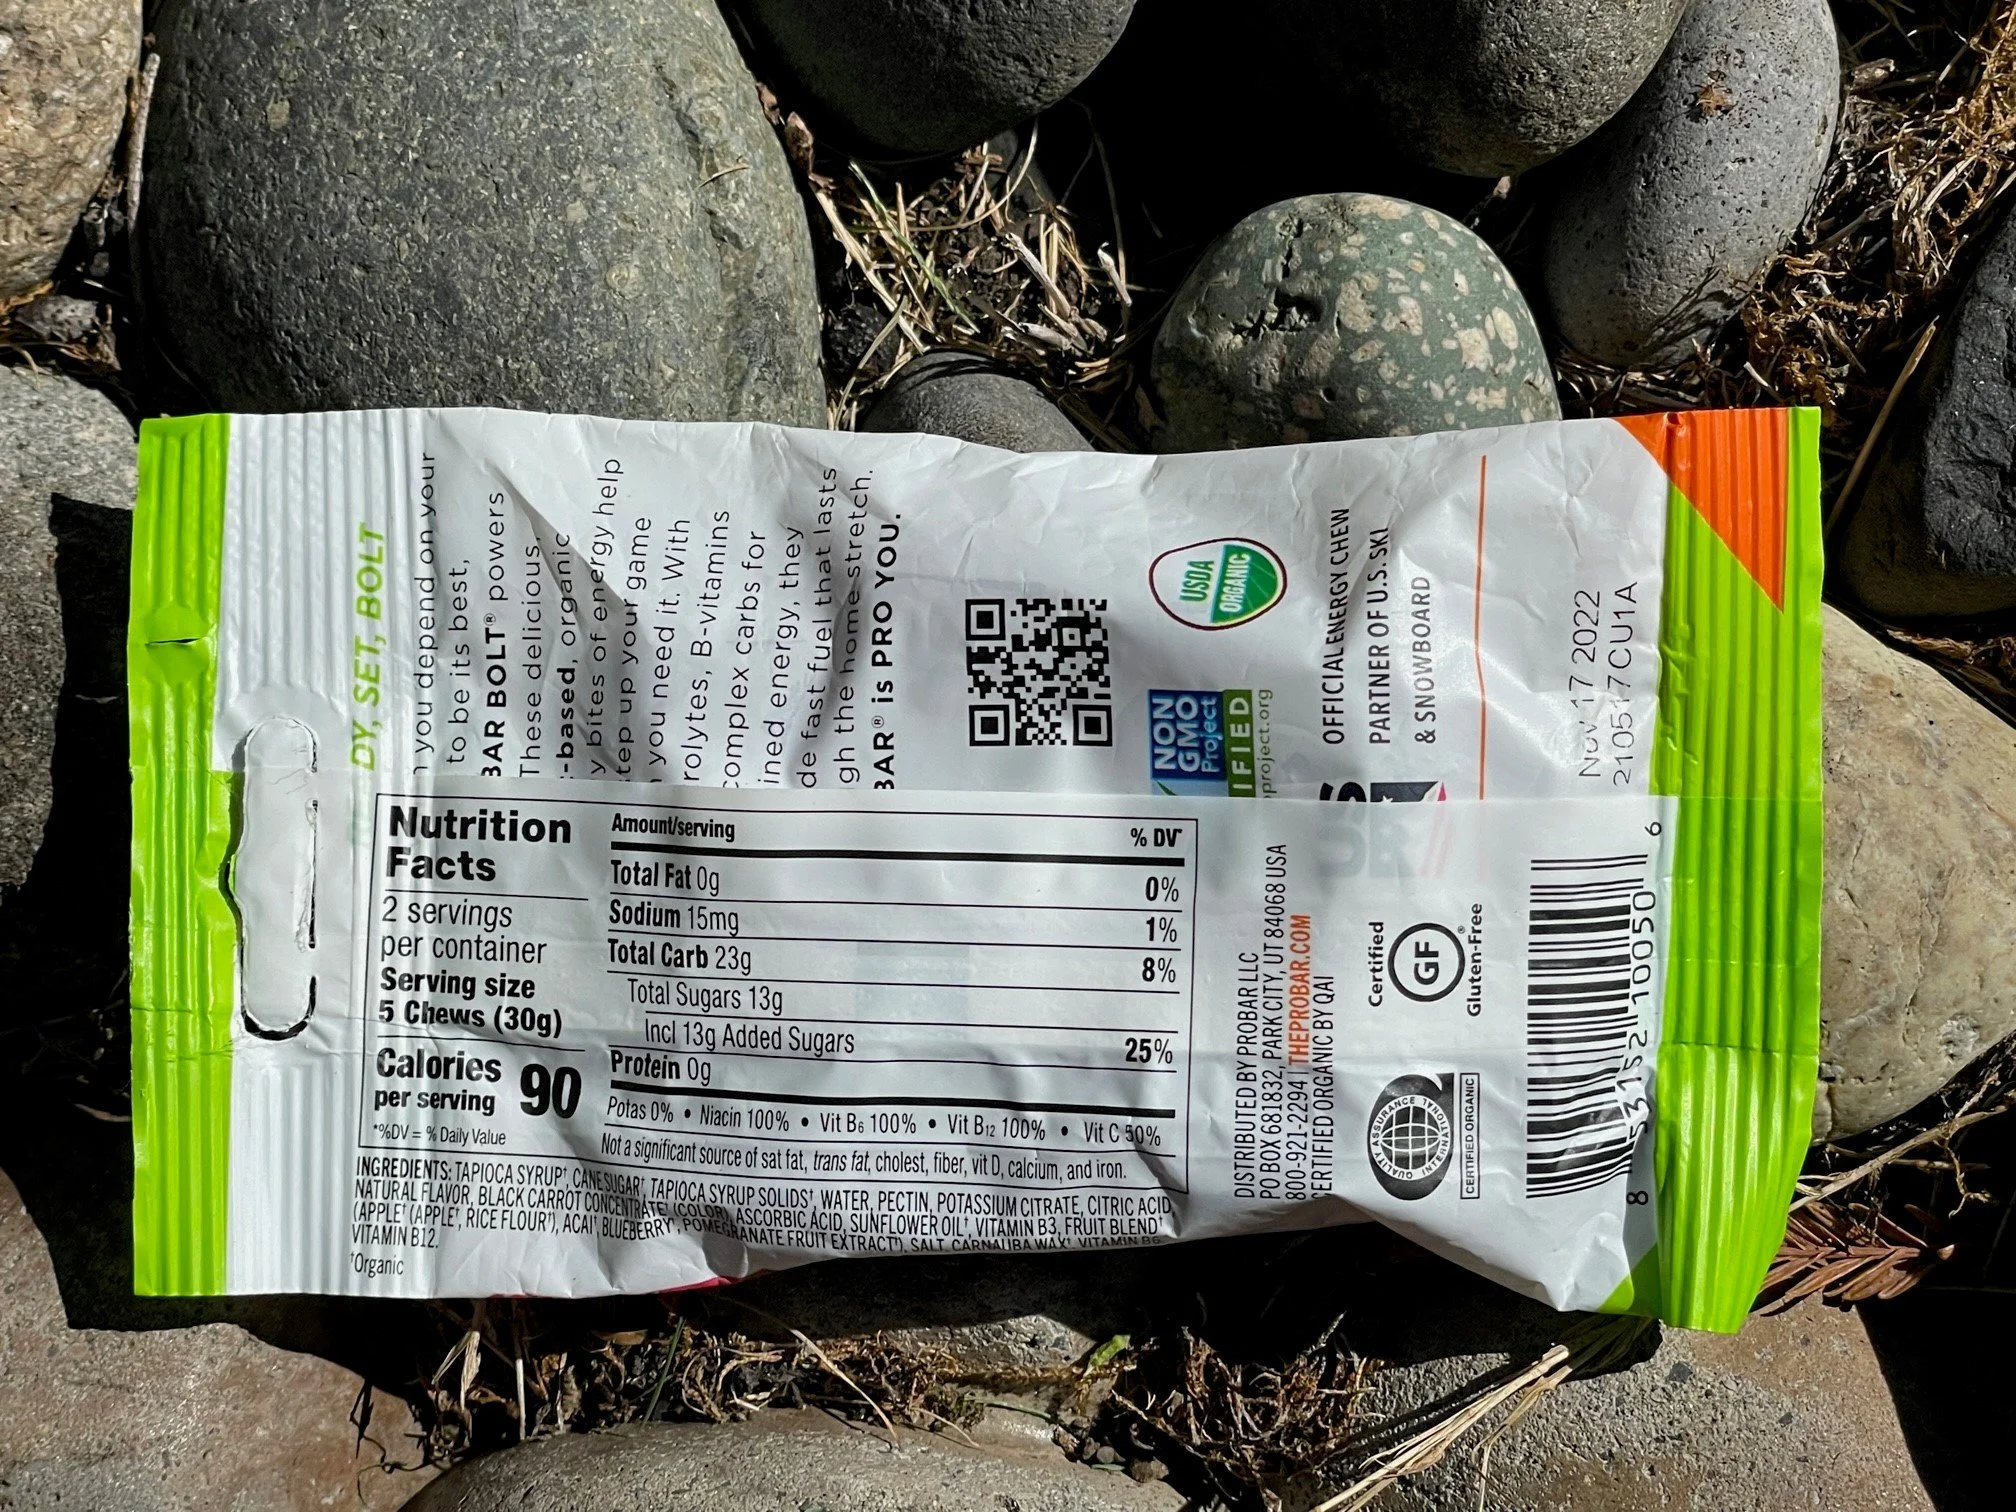 DY, SET, BOLT
you depend on your
to be its best,
BAR BOLT® powers
These delicious,
-based, organic
y bites of energy help
tep up your game
you need it. With
rolytes, B-vitamins
complex carbs for
ined energy, they
de fast fuel that lasts
gh the home stretch.
BAR® is PRO YOU.
USDA
ORGANIC
NON
GMO
Project
IFIED
project.org
OFFICIAL ENERGY CHEW
PARTNER OF U.S. SKI
& SNOWBOARD
Nov 17 2022
210517CU1A
Nutrition
Facts
2 servings
per container
Serving size
5 Chews (30g)
Calories
per serving 90
*%DV = % Daily Value
Amount/serving % DV*
Total Fat 0g 0%
Sodium 15mg 1%
Total Carb 23g 8%
Total Sugars 13g
Incl 13g Added Sugars 25%
Protein 0g
Potas 0% • Niacin 100% • Vit B6 100% • Vit B12 100% • Vit C 50%
Not a significant source of sat fat, trans fat, cholest, fiber, vit D, calcium, and iron.
INGREDIENTS: TAPIOCA SYRUP†, CANE SUGAR†, TAPIOCA SYRUP SOLIDS†, WATER, PECTIN, POTASSIUM CITRATE, CITRIC ACID,
NATURAL FLAVOR, BLACK CARROT CONCENTRATE† (COLOR), ASCORBIC ACID, SUNFLOWER OIL†, VITAMIN B3, FRUIT BLEND†
(APPLE† (APPLE†, RICE FLOUR†), ACAI†, BLUEBERRY†, POMEGRANATE FRUIT EXTRACT†), SALT, CARNAUBA WAX†, VITAMIN B6,
VITAMIN B12.
†Organic
DISTRIBUTED BY PROBAR LLC
PO BOX 681832, PARK CITY, UT 84068 USA
800-921-2294 | THEPROBAR.COM
CERTIFIED ORGANIC BY QAI
Certified
GF
Gluten-Free®
QUALITY ASSURANCE INTERNATIONAL
CERTIFIED ORGANIC
8 53152 10050 6